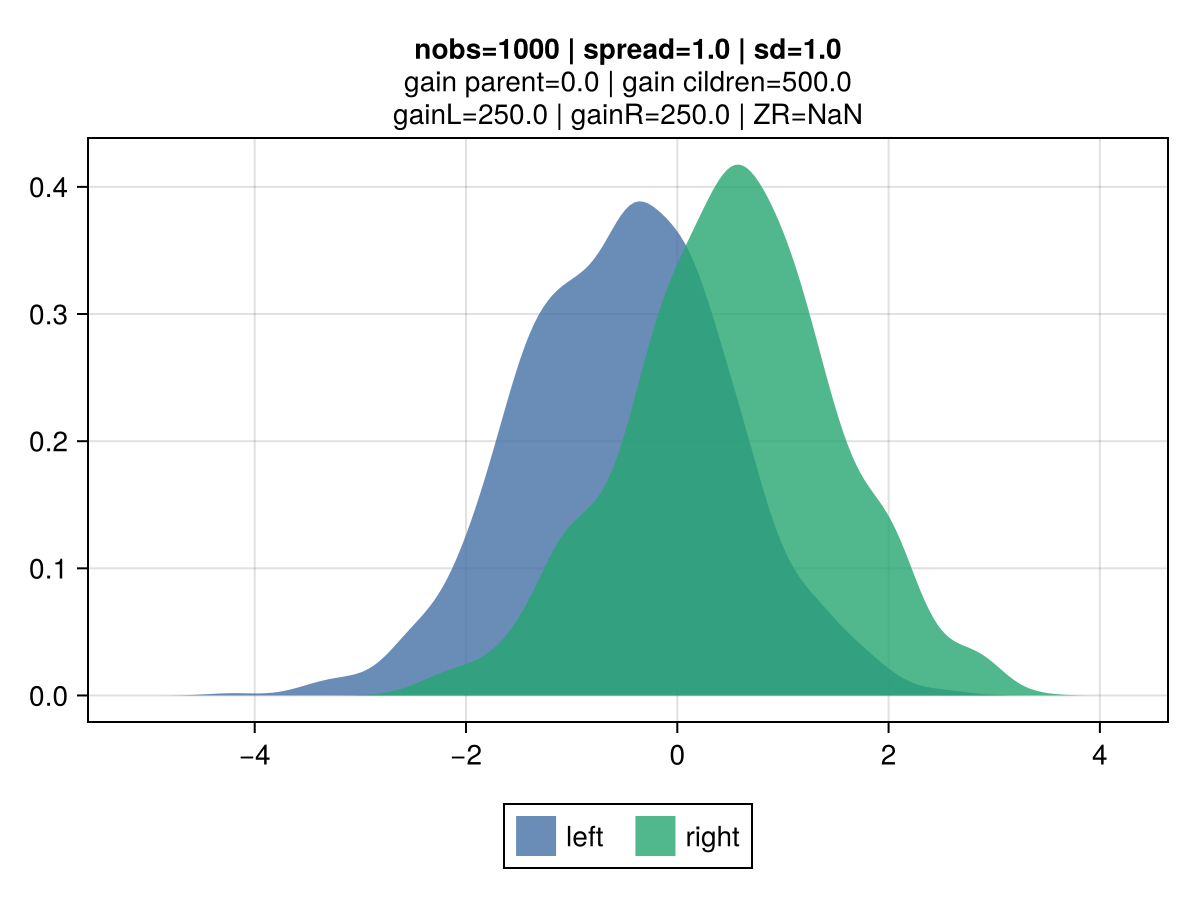 nobs=1000 | spread=1.0 | sd=1.0
gain parent=0.0 | gain cildren=500.0
gainL=250.0 | gainR=250.0 | ZR=NaN
0.4
0.3
0.2
0.1
0.0
−4 −2 0 2 4
left right